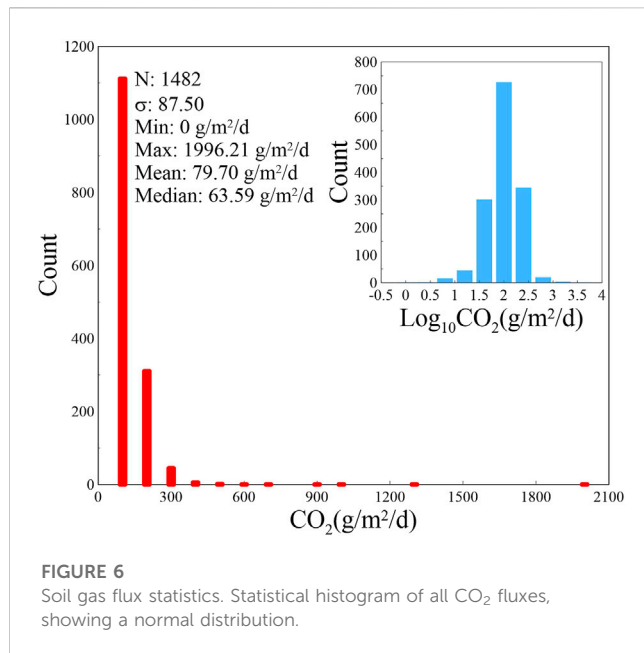 1200
1000
800
600
400
200
0
Count
N: 1482
σ: 87.50
Min: 0 g/m²/d
Max: 1996.21 g/m²/d
Mean: 79.70 g/m²/d
Median: 63.59 g/m²/d
800
700
600
500
400
300
200
100
0
Count
-0.5 0 0.5 1 1.5 2 2.5 3 3.5 4
Log₁₀CO₂(g/m²/d)
0 300 600 900 1200 1500 1800 2100
CO₂(g/m²/d)
FIGURE 6
Soil gas flux statistics. Statistical histogram of all CO₂ fluxes,
showing a normal distribution.